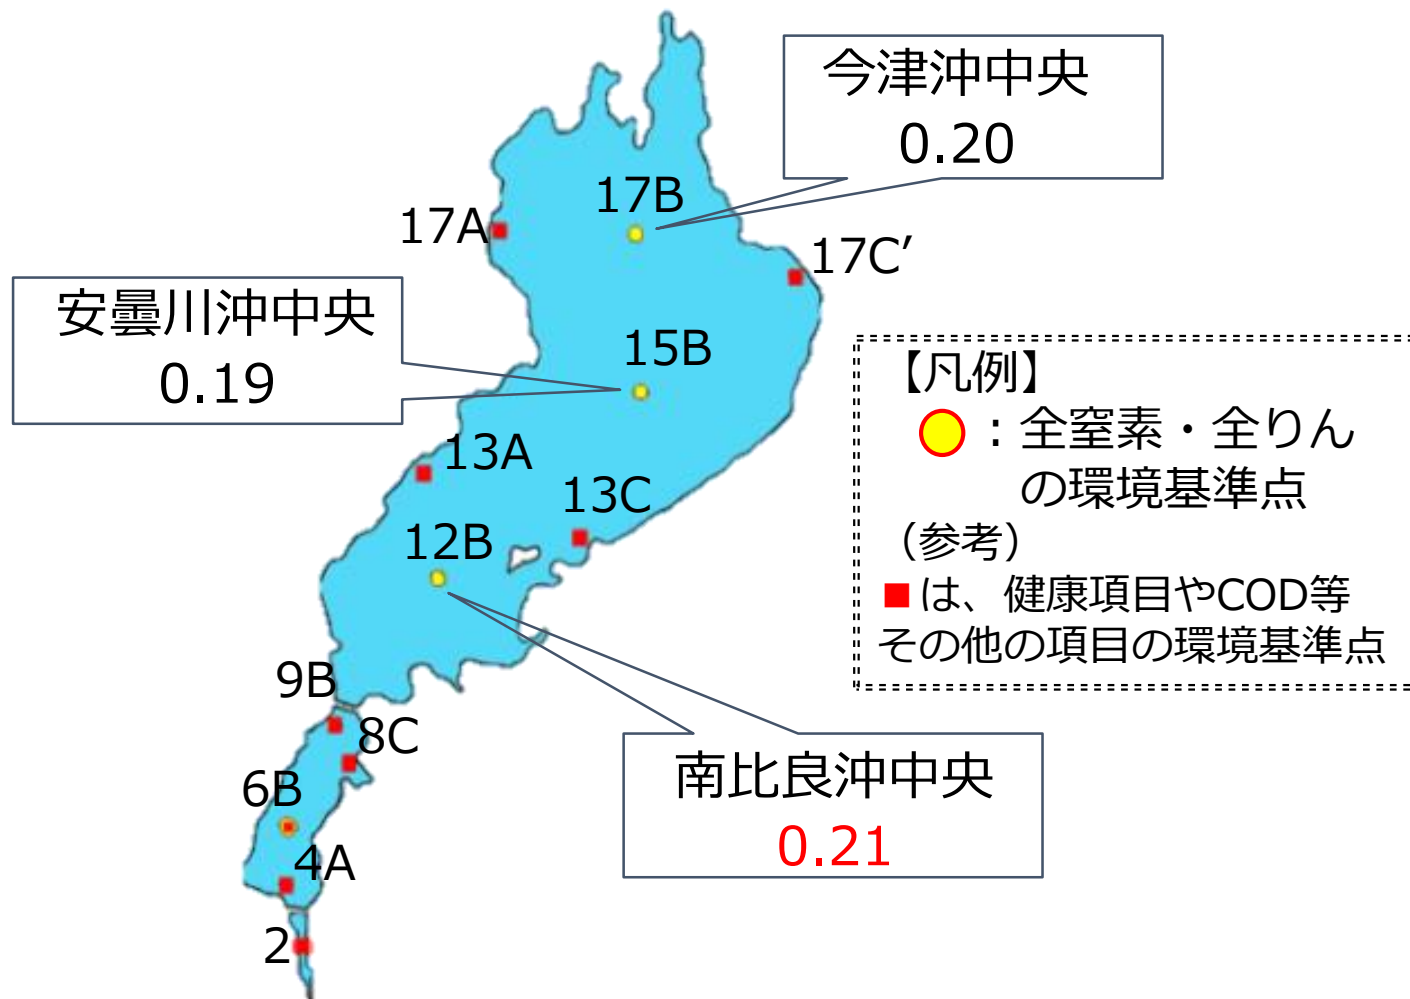 今津沖中央
0.20
17B
17A
17C’
安曇川沖中央
0.19
15B
【凡例】
：全窒素・全りん
の環境基準点
（参考）
■は、健康項目やCOD等
その他の項目の環境基準点
13A
13C
12B
9B
8C
南比良沖中央
0.21
6B
4A
2